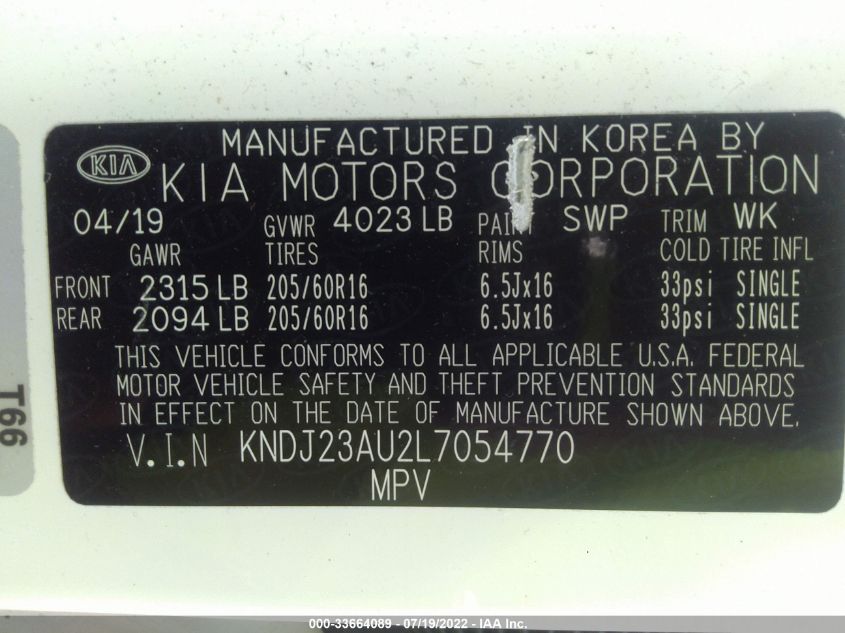 MANUFACTURED IN KOREA BY
KIA KIA MOTORS CORPORATION
04/19 GVWR 4023 LB PAINT SWP TRIM WK
GAWR TIRES RIMS COLD TIRE INFL
FRONT 2315 LB 205/60R16 6.5Jx16 33psi SINGLE
REAR 2094 LB 205/60R16 6.5Jx16 33psi SINGLE
THIS VEHICLE CONFORMS TO ALL APPLICABLE U.S.A. FEDERAL
MOTOR VEHICLE SAFETY AND THEFT PREVENTION STANDARDS
IN EFFECT ON THE DATE OF MANUFACTURE SHOWN ABOVE.
V.I.N KNDJ23AU2L7054770
MPV
T66
000-33664089 - 07/19/2022 - IAA Inc.